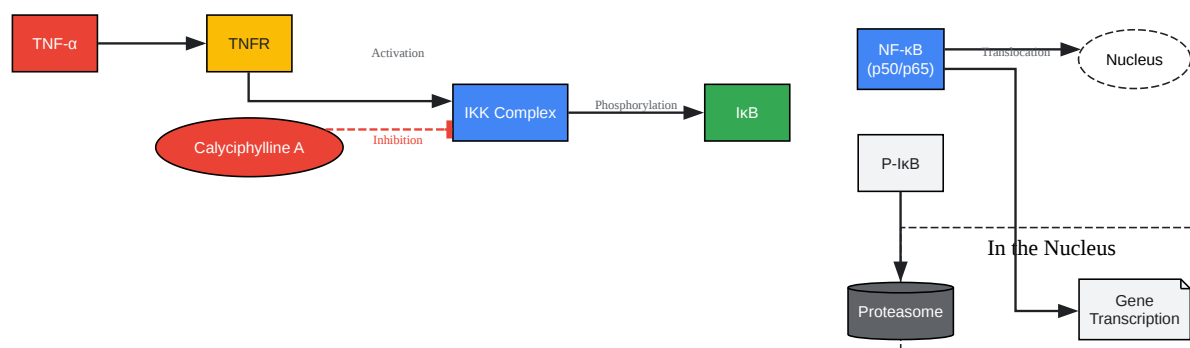 TNF-α
TNFR
Activation
NF-κB
(p50/p65)
Translocation
Nucleus
IKK Complex
Phosphorylation
IκB
Calyciphylline A
Inhibition
P-IκB
In the Nucleus
Proteasome
Gene
Transcription